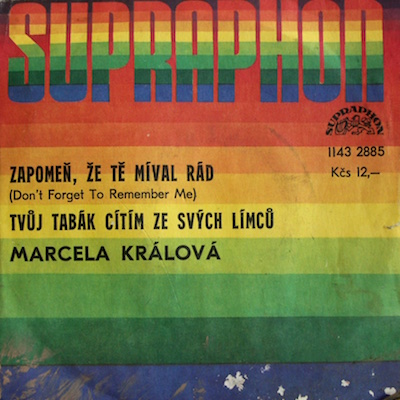 SUPRAPHON
SUPRAPHON
1143 2885
Kčs 12,—
ZAPOMEŇ, ŽE TĚ MÍVAL RÁD
(Don't Forget To Remember Me)
TVŮJ TABÁK CÍTÍM ZE SVÝCH LÍMCŮ
MARCELA KRÁLOVÁ